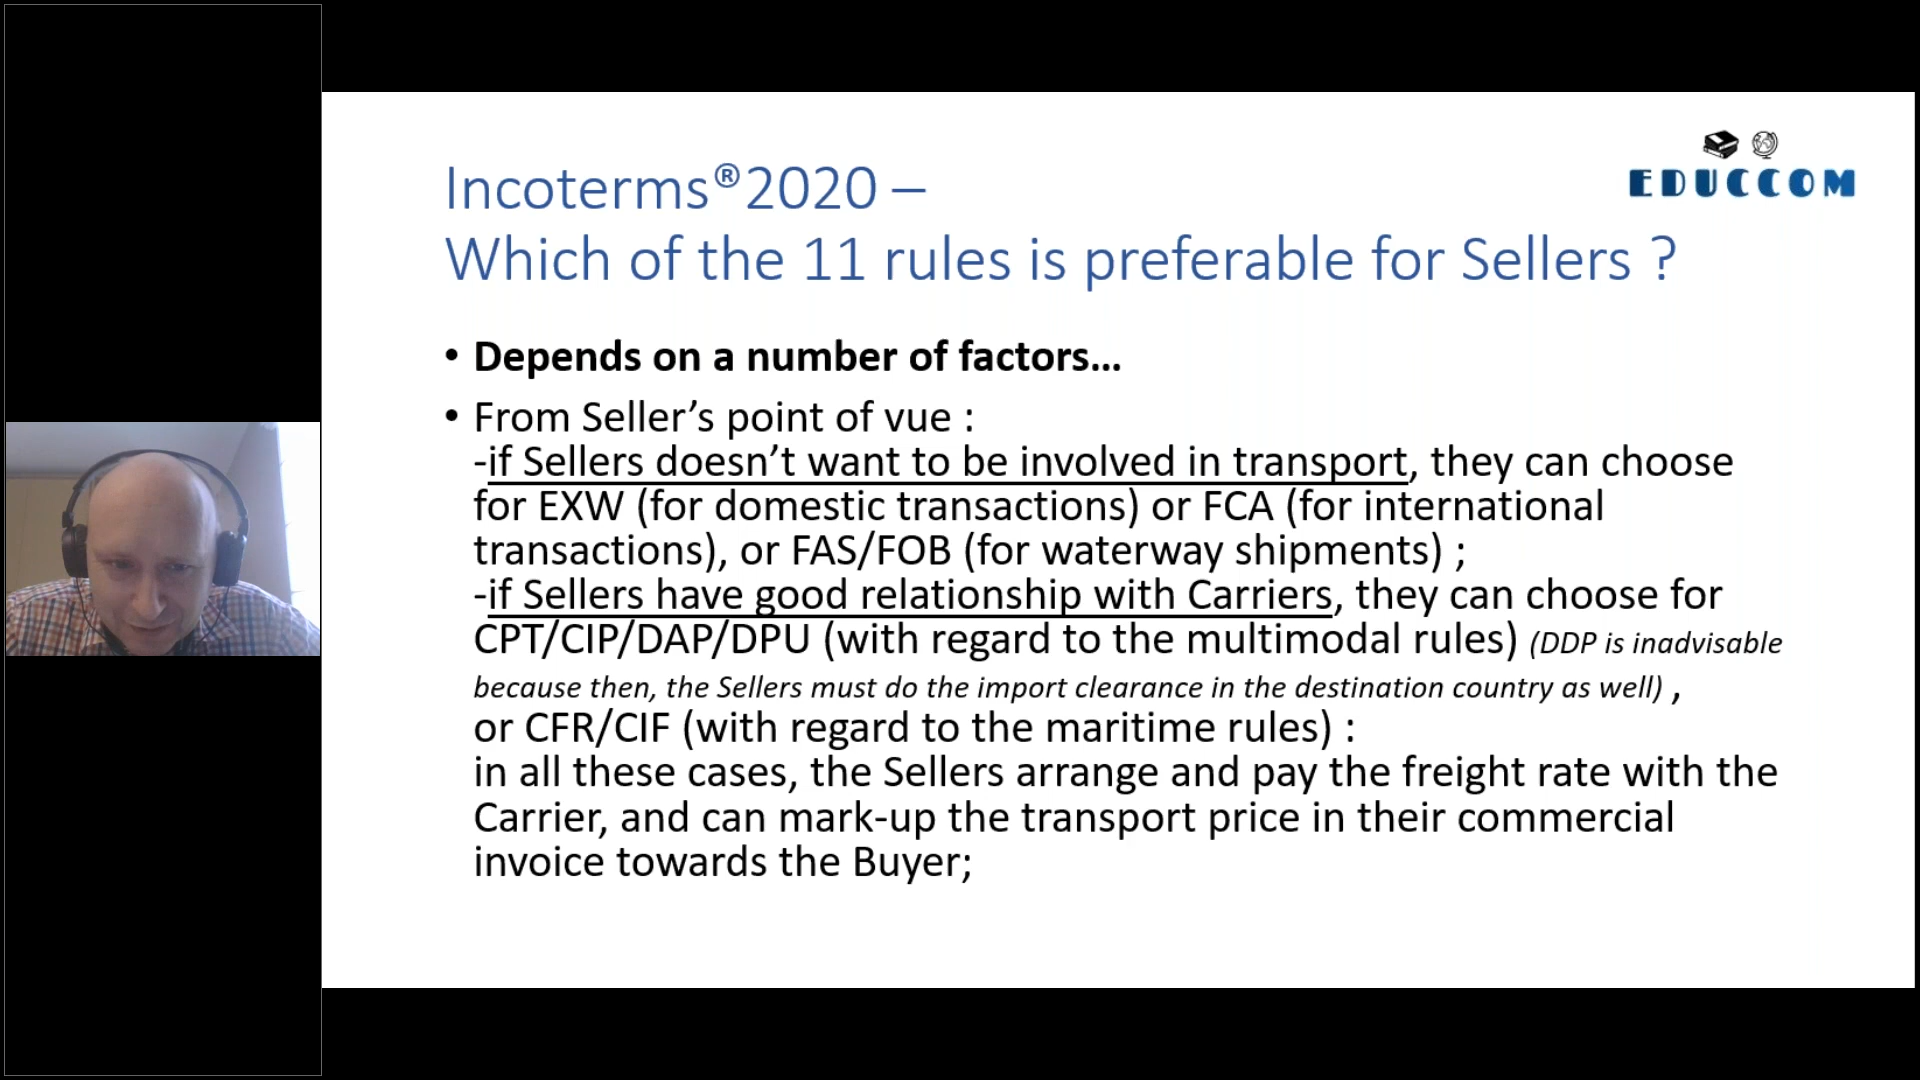 EDUCCOM
Incoterms®2020 –
Which of the 11 rules is preferable for Sellers ?
• Depends on a number of factors...
• From Seller’s point of vue :
-if Sellers doesn’t want to be involved in transport, they can choose
for EXW (for domestic transactions) or FCA (for international
transactions), or FAS/FOB (for waterway shipments) ;
-if Sellers have good relationship with Carriers, they can choose for
CPT/CIP/DAP/DPU (with regard to the multimodal rules) (DDP is inadvisable
because then, the Sellers must do the import clearance in the destination country as well) ,
or CFR/CIF (with regard to the maritime rules) :
in all these cases, the Sellers arrange and pay the freight rate with the
Carrier, and can mark-up the transport price in their commercial
invoice towards the Buyer;